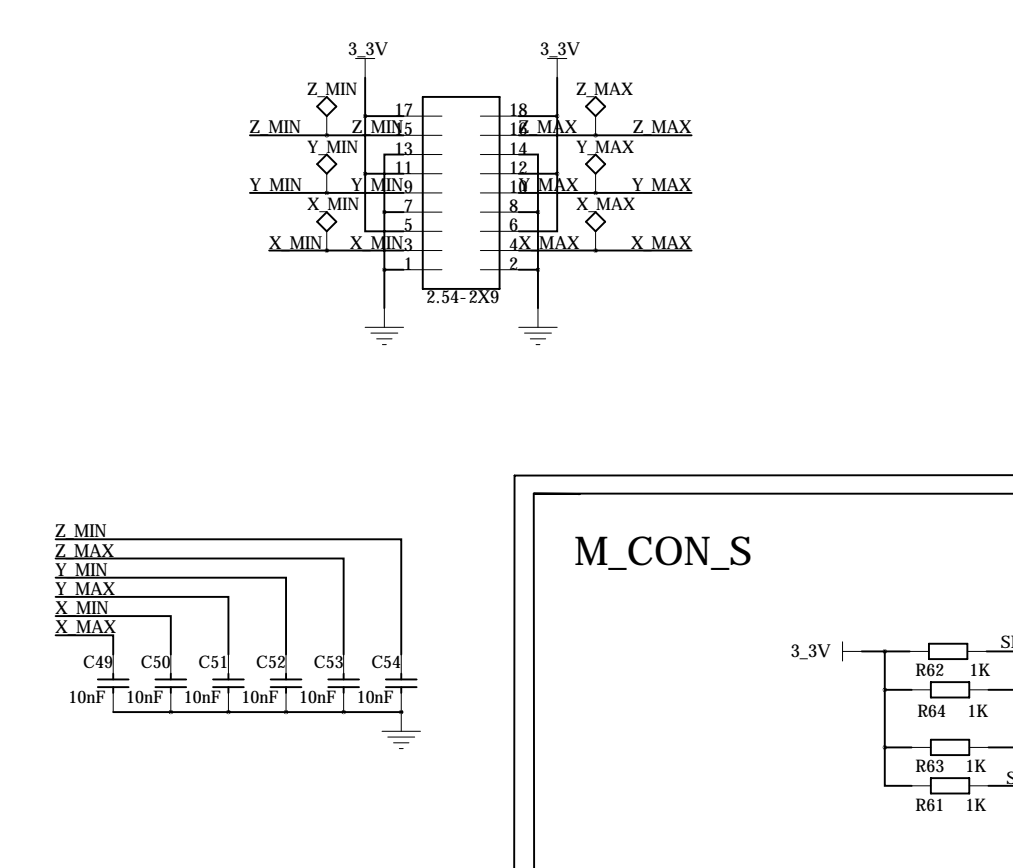 3_3V 3_3V
Z_MIN Z_MAX
17 18
Z_MIN Z_MIN 15 16 Z_MAX Z_MAX
Y_MIN 13 14 Y_MAX
11 12
Y_MIN Y_MIN 9 10 Y_MAX Y_MAX
X_MIN 7 8 X_MAX
5 6
X_MIN X_MIN 3 4 X_MAX X_MAX
1 2
2.54-2X9
Z_MIN
Z_MAX
Y_MIN
Y_MAX
X_MIN
X_MAX
C49 C50 C51 C52 C53 C54
10nF 10nF 10nF 10nF 10nF 10nF
M_CON_S
3_3V
R62 1K
R64 1K
R63 1K
R61 1K